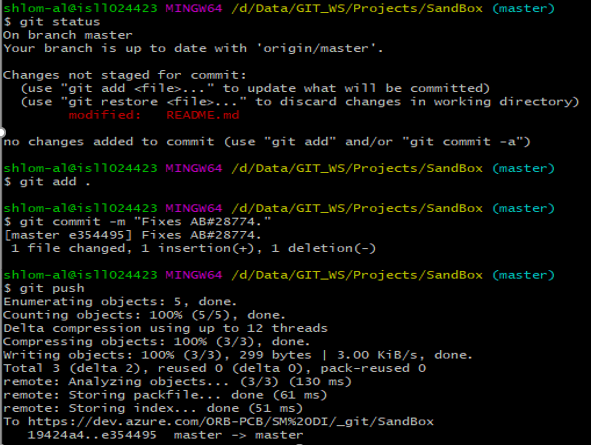 shlom-al@isll024423 MINGW64 /d/Data/GIT_WS/Projects/SandBox (master)
$ git status
On branch master
Your branch is up to date with 'origin/master'.
Changes not staged for commit:
  (use "git add <file>..." to update what will be committed)
  (use "git restore <file>..." to discard changes in working directory)
        modified:   README.md
no changes added to commit (use "git add" and/or "git commit -a")
shlom-al@isll024423 MINGW64 /d/Data/GIT_WS/Projects/SandBox (master)
$ git add .
shlom-al@isll024423 MINGW64 /d/Data/GIT_WS/Projects/SandBox (master)
$ git commit -m "Fixes AB#28774."
[master e354495] Fixes AB#28774.
 1 file changed, 1 insertion(+), 1 deletion(-)
shlom-al@isll024423 MINGW64 /d/Data/GIT_WS/Projects/SandBox (master)
$ git push
Enumerating objects: 5, done.
Counting objects: 100% (5/5), done.
Delta compression using up to 12 threads
Compressing objects: 100% (3/3), done.
Writing objects: 100% (3/3), 299 bytes | 3.00 KiB/s, done.
Total 3 (delta 2), reused 0 (delta 0), pack-reused 0
remote: Analyzing objects... (3/3) (130 ms)
remote: Storing packfile... done (61 ms)
remote: Storing index... done (51 ms)
To https://dev.azure.com/ORB-PCB/SM%20DI/_git/SandBox
   19424a4..e354495  master -> master